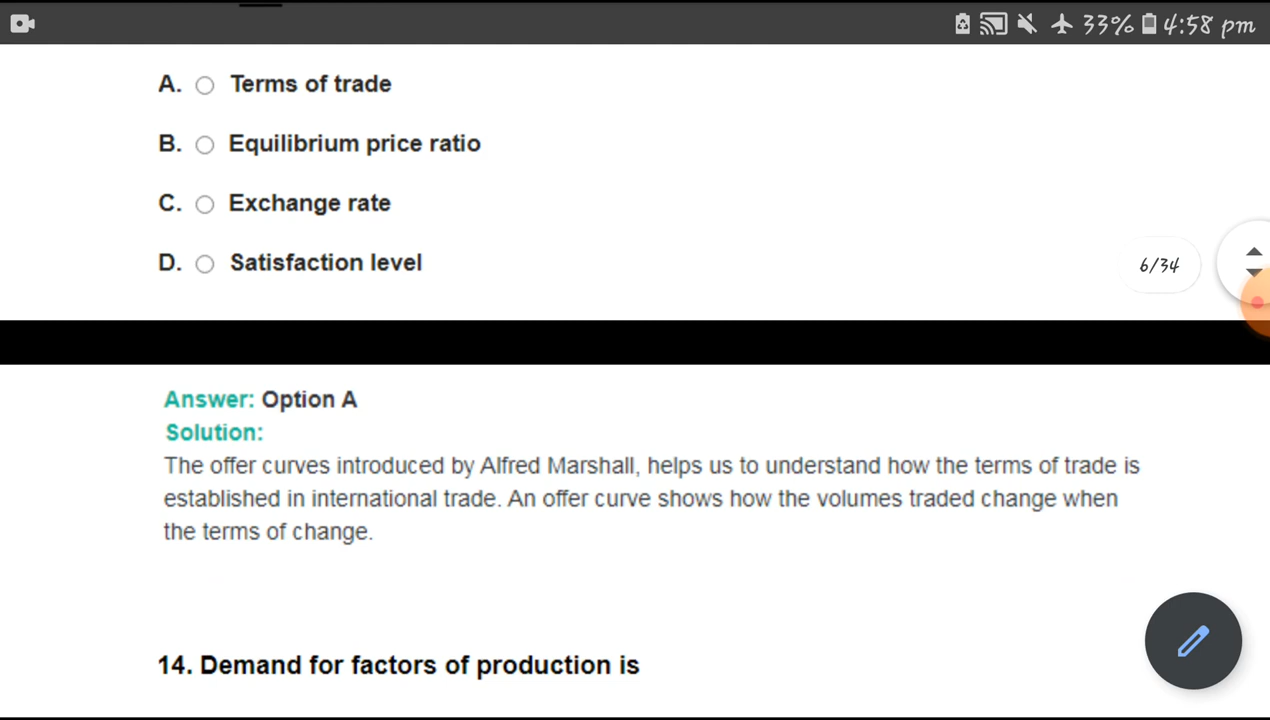 33% 4:58 pm
A. Terms of trade
B. Equilibrium price ratio
C. Exchange rate
D. Satisfaction level
6/34
Answer: Option A
Solution:
The offer curves introduced by Alfred Marshall, helps us to understand how the terms of trade is
established in international trade. An offer curve shows how the volumes traded change when
the terms of change.
14. Demand for factors of production is